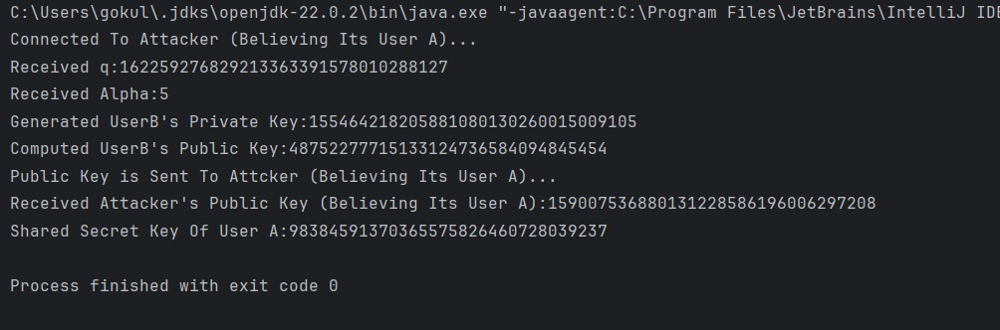 C:\Users\gokul\.jdks\openjdk-22.0.2\bin\java.exe "-javaagent:C:\Program Files\JetBrains\IntelliJ IDE
Connected To Attacker (Believing Its User A)...
Received q:162259276829213363391578010288127
Received Alpha:5
Generated UserB's Private Key:155464218205881080130260015009105
Computed UserB's Public Key:48752277715133124736584094845454
Public Key is Sent To Attcker (Believing Its User A)...
Received Attacker's Public Key (Believing Its User A):159007536880131228586196006297208
Shared Secret Key Of User A:98384591370365575826460728039237
Process finished with exit code 0